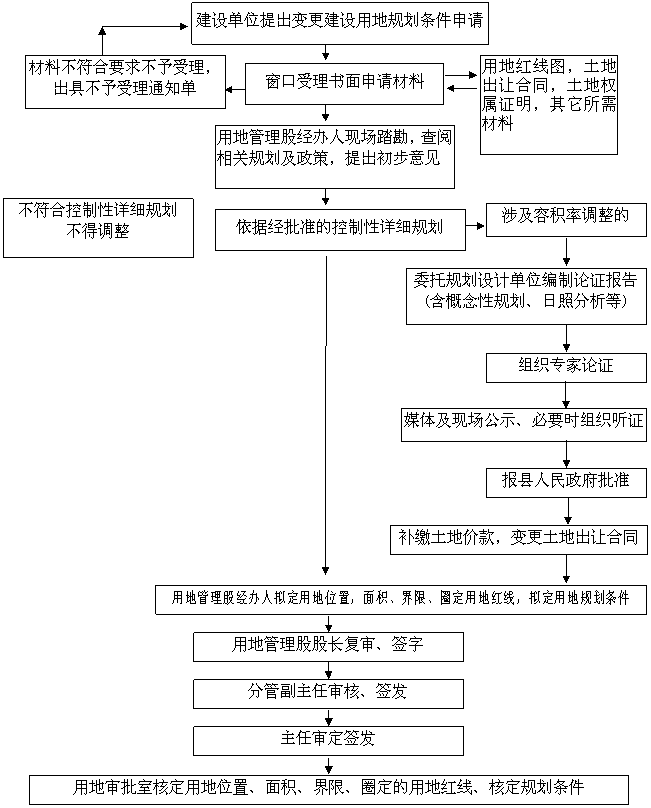 建设单位提出变更建设用地规划条件申请
材料不符合要求不予受理,
出具不予受理通知单
窗口受理书面申请材料
用地红线图，土地
出让合同，土地权
属证明，其它所需
材料
用地管理股经办人现场踏勘，查阅
相关规划及政策，提出初步意见
不符合控制性详细规划
不得调整
依据经批准的控制性详细规划
涉及容积率调整的
委托规划设计单位编制论证报告
(含概念性规划、日照分析等)
组织专家论证
媒体及现场公示、必要时组织听证
报县人民政府批准
补缴土地价款，变更土地出让合同
用地管理股经办人拟定用地位置，面积、界限、圈定用地红线，拟定用地规划条件
用地管理股股长复审、签字
分管副主任审核、签发
主任审定签发
用地审批室核定用地位置、面积、界限、圈定的用地红线、核定规划条件